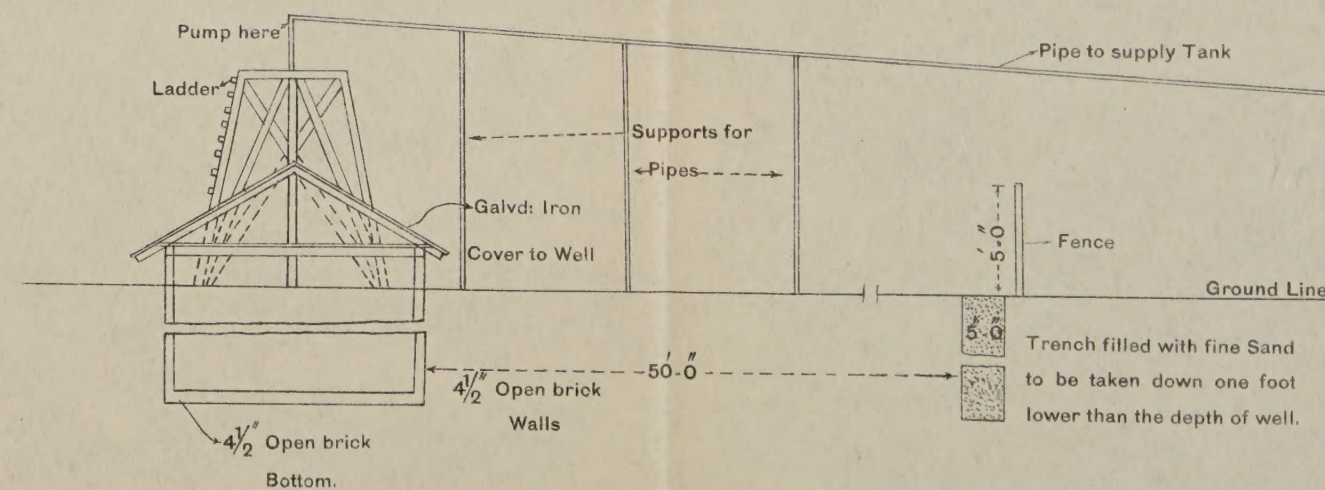 Pump here
Ladder
Pipe to supply Tank
Supports for
Pipes
Galvd: Iron
Cover to Well
5'-0"
Fence
Ground Line
5'-0"
Trench filled with fine Sand
to be taken down one foot
lower than the depth of well.
50'-0"
4½" Open brick
Walls
4½" Open brick
Bottom.